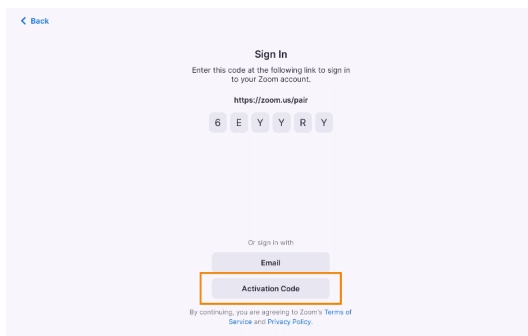 Back
Sign In
Enter this code at the following link to sign in
to your Zoom account.
https://zoom.us/pair
6 E Y Y R Y
Or sign in with
Email
Activation Code
By continuing, you are agreeing to Zoom's Terms of
Service and Privacy Policy.